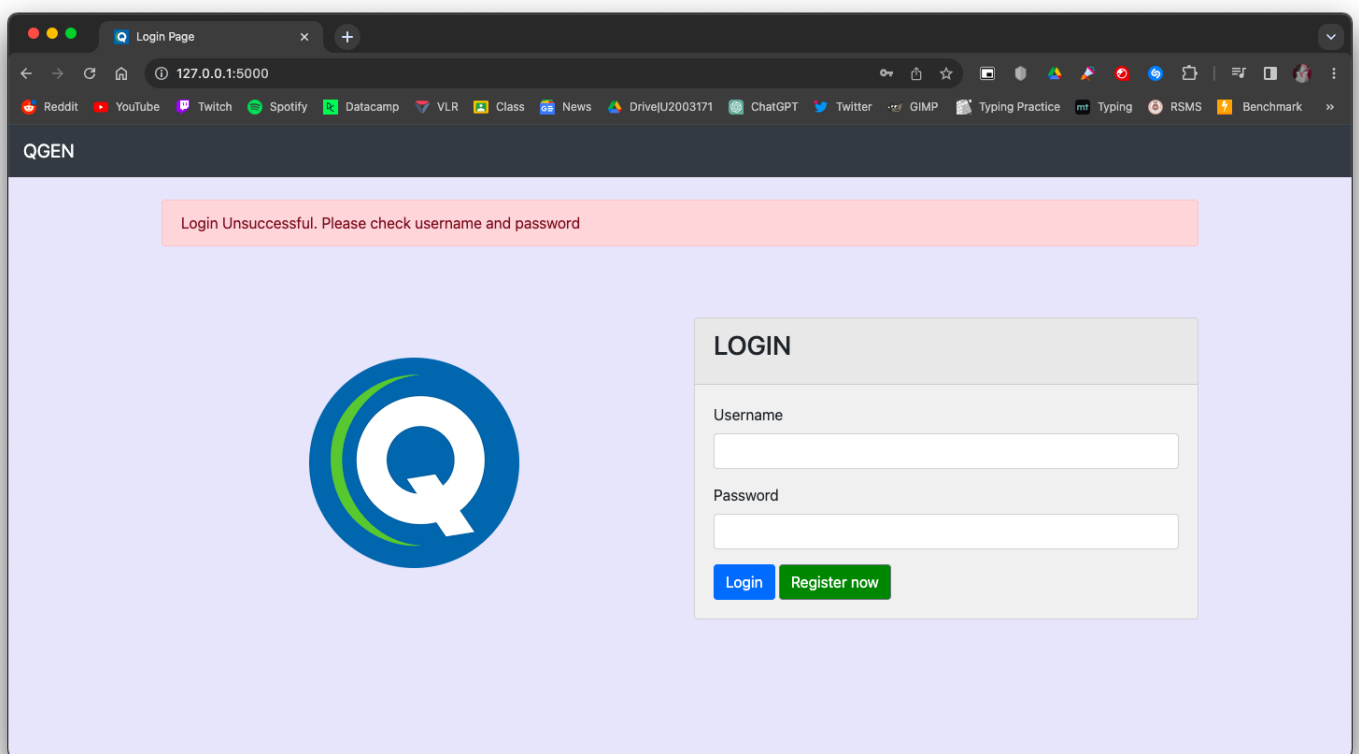 Login Page
127.0.0.1:5000
Reddit YouTube Twitch Spotify Datacamp VLR Class News Drive|U2003171 ChatGPT Twitter GIMP Typing Practice mt Typing RSMS Benchmark »
QGEN
Login Unsuccessful. Please check username and password
LOGIN
Username
Q
Password
Login Register now